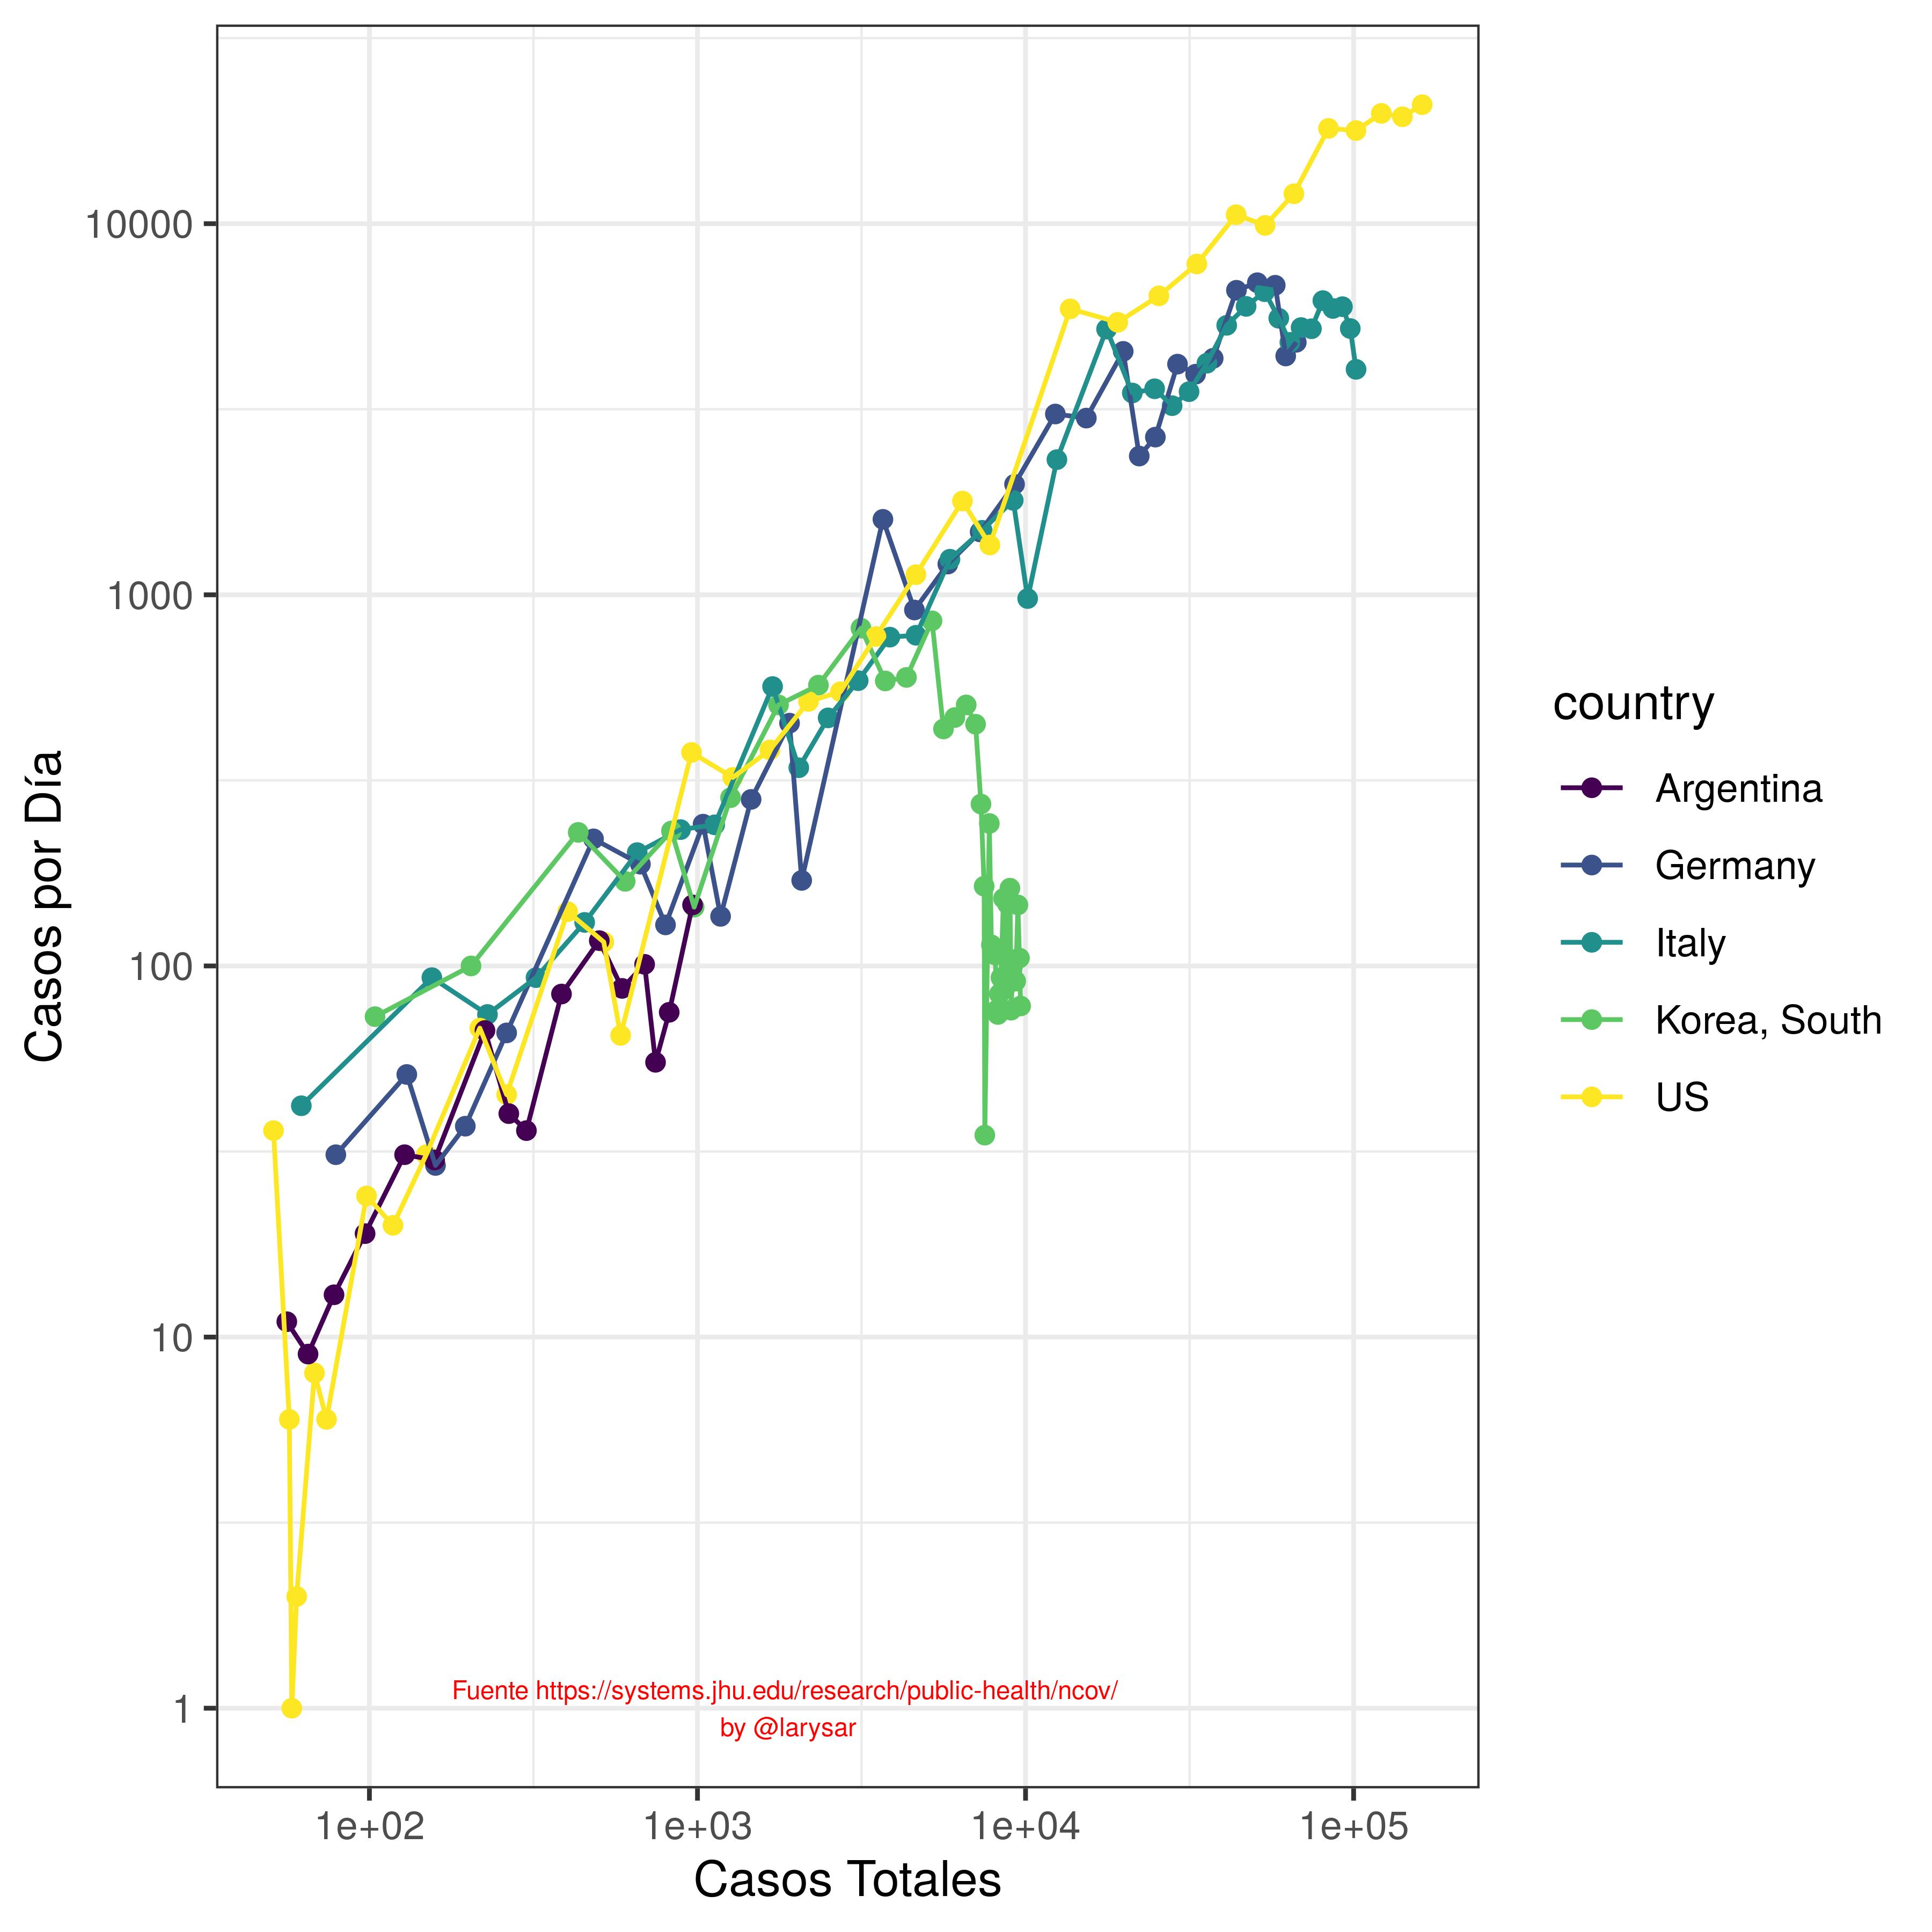 10000
1000
100
10
1
Casos por Día
1e+02 1e+03 1e+04 1e+05
Casos Totales
country
Argentina
Germany
Italy
Korea, South
US
Fuente https://systems.jhu.edu/research/public-health/ncov/
by @larysar